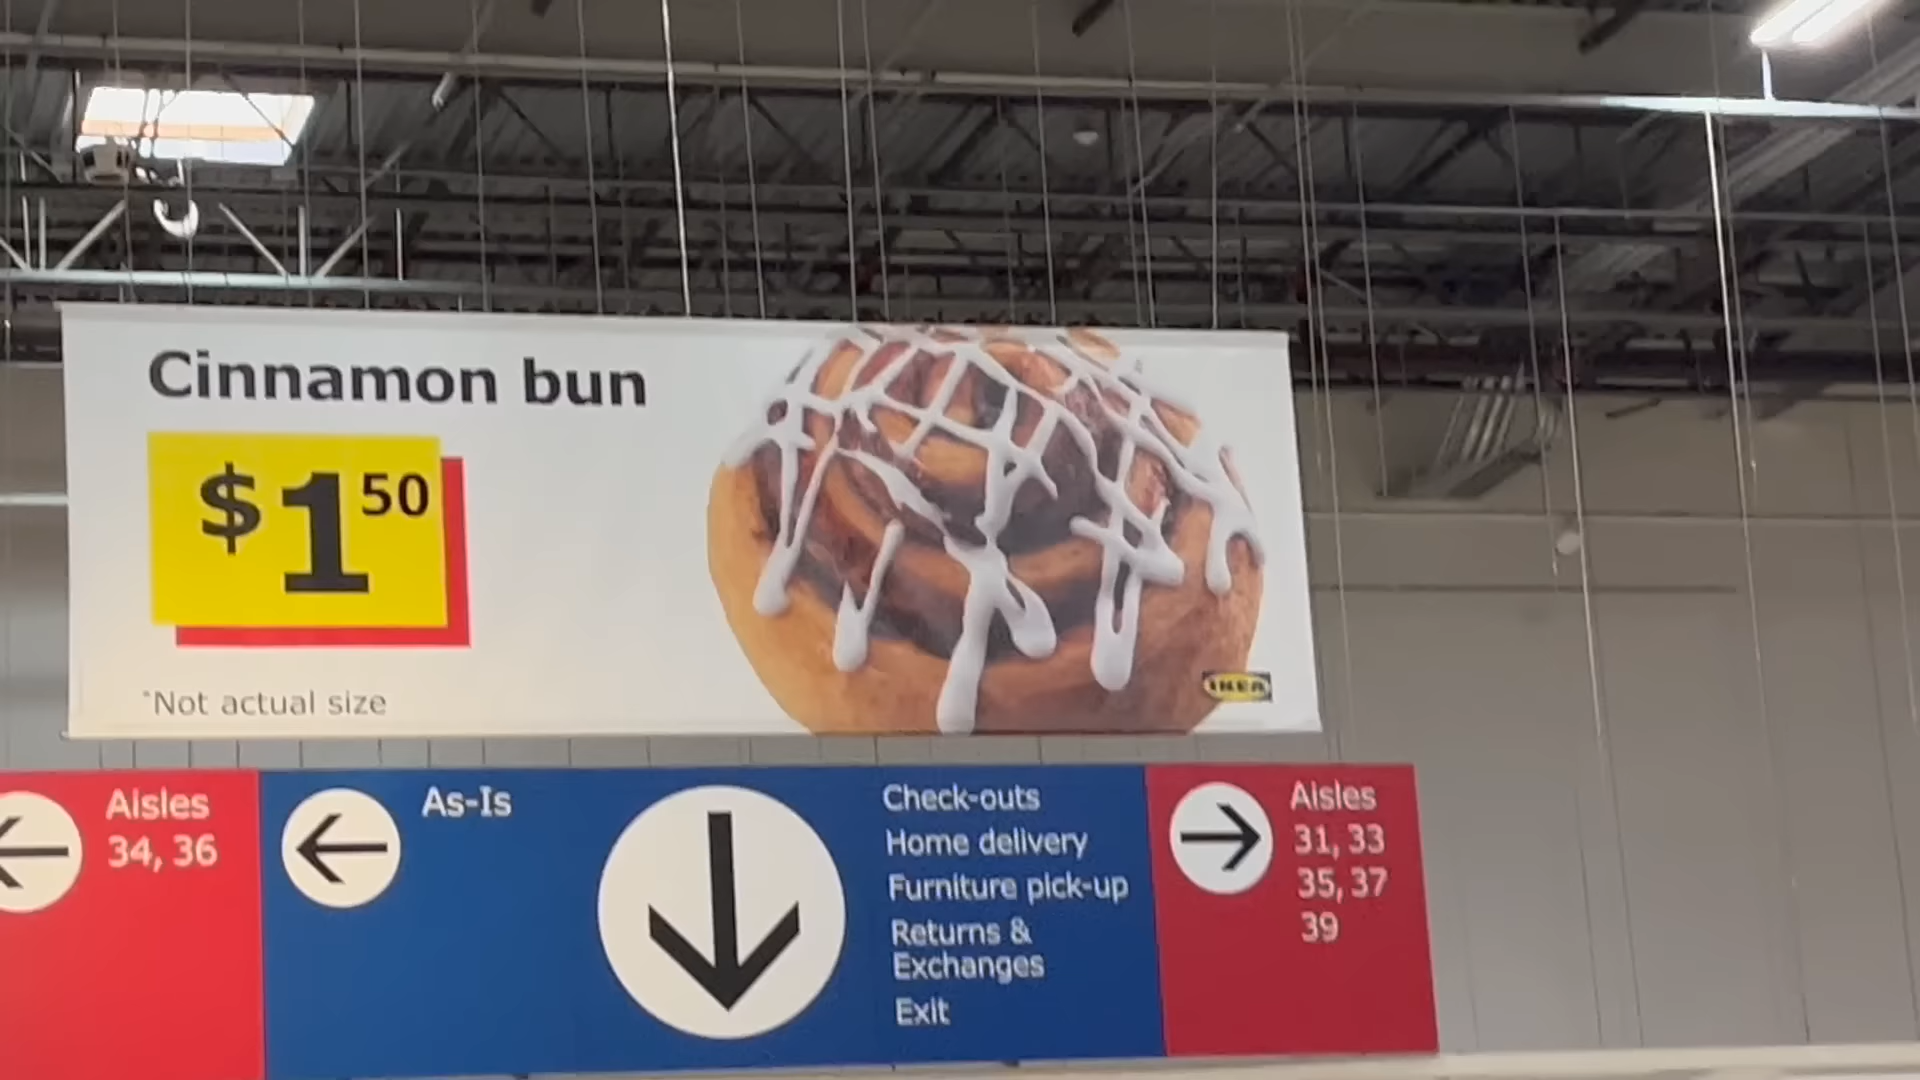 Cinnamon bun
$1 50
*Not actual size
IKEA
Aisles
34, 36
As-Is
Check-outs
Home delivery
Furniture pick-up
Returns &
Exchanges
Exit
Aisles
31, 33
35, 37
39